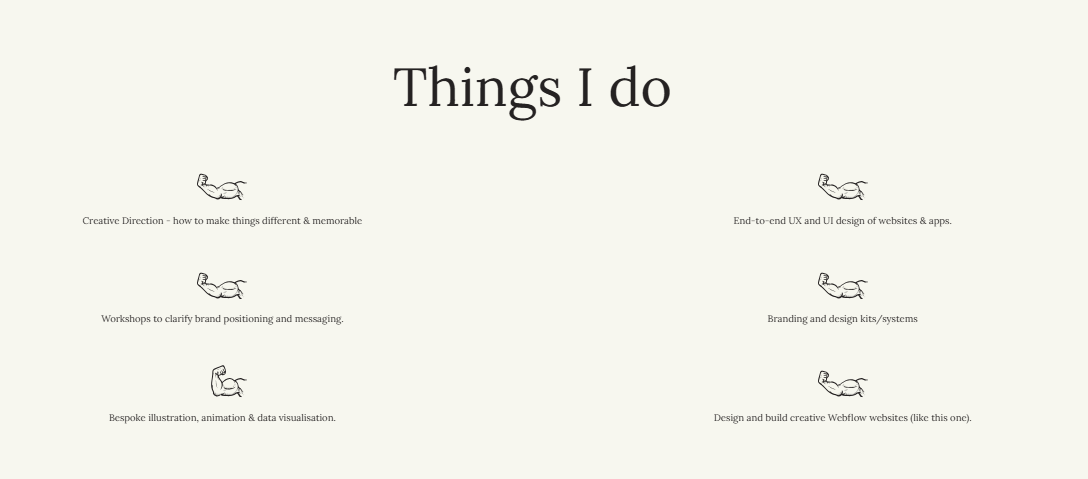 Things I do
Creative Direction - how to make things different & memorable
End-to-end UX and UI design of websites & apps.
Workshops to clarify brand positioning and messaging.
Branding and design kits/systems
Bespoke illustration, animation & data visualisation.
Design and build creative Webflow websites (like this one).